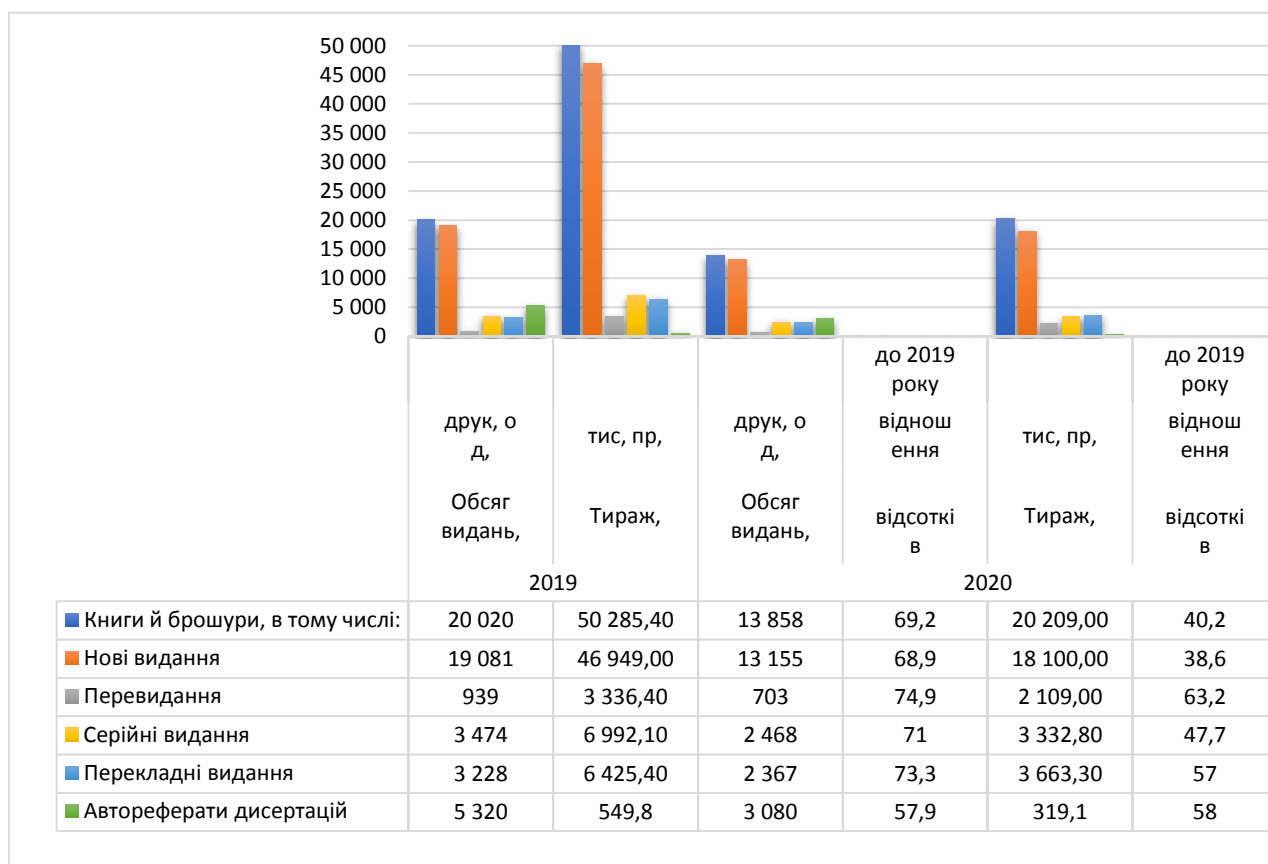 50 000
45 000
40 000
35 000
30 000
25 000
20 000
15 000
10 000
5 000
0
до 2019 року до 2019 року
друк, од, тис, пр, друк, од, відношення тис, пр, відношення
Обсяг видань, Тираж, Обсяг видань, відсотків Тираж, відсотків
2019 2020
Книги й брошури, в тому числі: 20 020 50 285,40 13 858 69,2 20 209,00 40,2
Нові видання 19 081 46 949,00 13 155 68,9 18 100,00 38,6
Перевидання 939 3 336,40 703 74,9 2 109,00 63,2
Серійні видання 3 474 6 992,10 2 468 71 3 332,80 47,7
Перекладні видання 3 228 6 425,40 2 367 73,3 3 663,30 57
Автореферати дисертацій 5 320 549,8 3 080 57,9 319,1 58